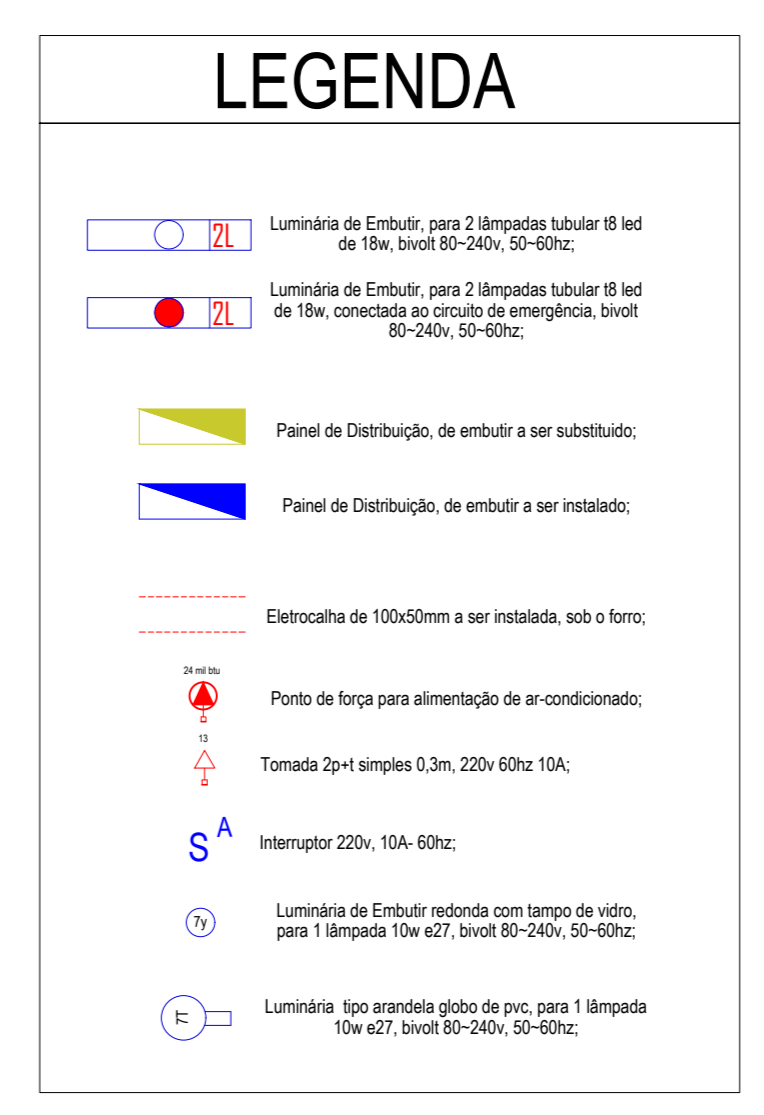 LEGENDA
2L
Luminária de Embutir, para 2 lâmpadas tubular t8 led
de 18w, bivolt 80~240v, 50~60hz;
2L
Luminária de Embutir, para 2 lâmpadas tubular t8 led
de 18w, conectada ao circuito de emergência, bivolt
80~240v, 50~60hz;
Painel de Distribuição, de embutir a ser substituido;
Painel de Distribuição, de embutir a ser instalado;
Eletrocalha de 100x50mm a ser instalada, sob o forro;
24 mil btu
Ponto de força para alimentação de ar-condicionado;
13
Tomada 2p+t simples 0,3m, 220v 60hz 10A;
S A
Interruptor 220v, 10A- 60hz;
7y
Luminária de Embutir redonda com tampo de vidro,
para 1 lâmpada 10w e27, bivolt 80~240v, 50~60hz;
7T
Luminária tipo arandela globo de pvc, para 1 lâmpada
10w e27, bivolt 80~240v, 50~60hz;